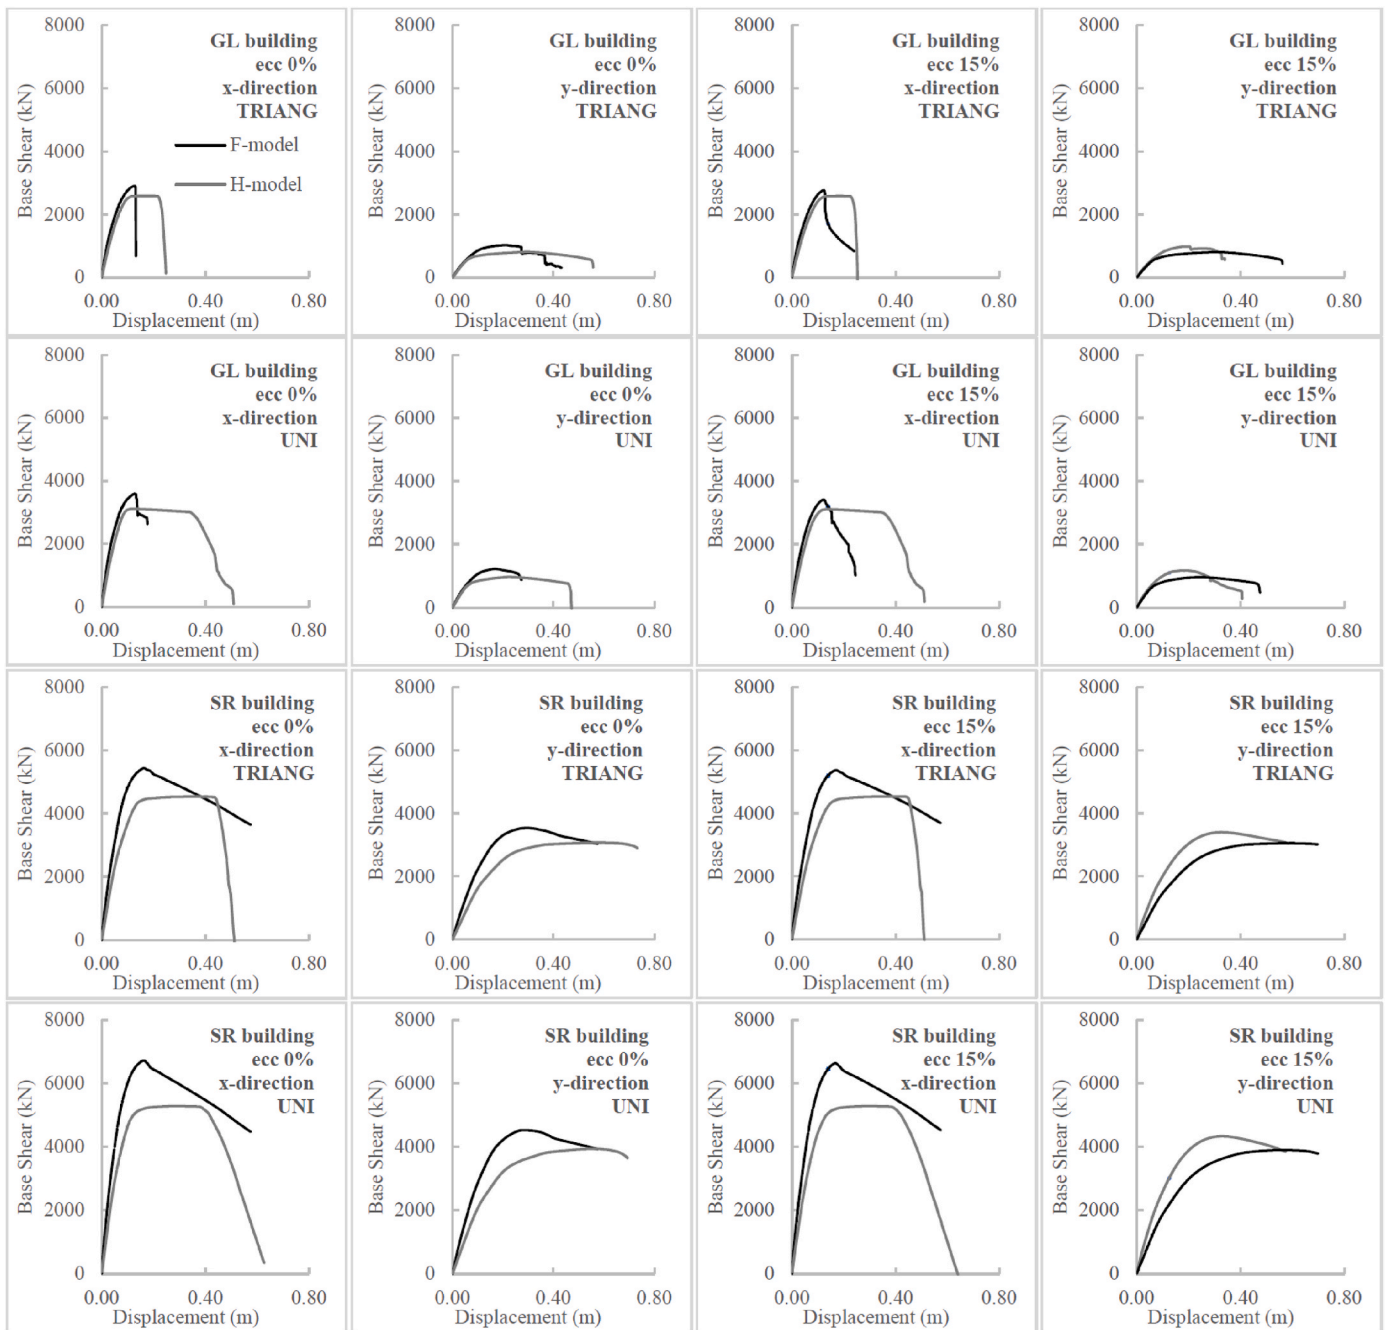 8000
6000
4000
2000
0
Base Shear (kN)
GL building
ecc 0%
x-direction
TRIANG
F-model
H-model
0.00 0.40 0.80
Displacement (m)
8000
6000
4000
2000
0
Base Shear (kN)
GL building
ecc 0%
y-direction
TRIANG
0.00 0.40 0.80
Displacement (m)
8000
6000
4000
2000
0
Base Shear (kN)
GL building
ecc 15%
x-direction
TRIANG
0.00 0.40 0.80
Displacement (m)
8000
6000
4000
2000
0
Base Shear (kN)
GL building
ecc 15%
y-direction
TRIANG
0.00 0.40 0.80
Displacement (m)
8000
6000
4000
2000
0
Base Shear (kN)
GL building
ecc 0%
x-direction
UNI
0.00 0.40 0.80
Displacement (m)
8000
6000
4000
2000
0
Base Shear (kN)
GL building
ecc 0%
y-direction
UNI
0.00 0.40 0.80
Displacement (m)
8000
6000
4000
2000
0
Base Shear (kN)
GL building
ecc 15%
x-direction
UNI
0.00 0.40 0.80
Displacement (m)
8000
6000
4000
2000
0
Base Shear (kN)
GL building
ecc 15%
y-direction
UNI
0.00 0.40 0.80
Displacement (m)
8000
6000
4000
2000
0
Base Shear (kN)
SR building
ecc 0%
x-direction
TRIANG
0.00 0.40 0.80
Displacement (m)
8000
6000
4000
2000
0
Base Shear (kN)
SR building
ecc 0%
y-direction
TRIANG
0.00 0.40 0.80
Displacement (m)
8000
6000
4000
2000
0
Base Shear (kN)
SR building
ecc 15%
x-direction
TRIANG
0.00 0.40 0.80
Displacement (m)
8000
6000
4000
2000
0
Base Shear (kN)
SR building
ecc 15%
y-direction
TRIANG
0.00 0.40 0.80
Displacement (m)
8000
6000
4000
2000
0
Base Shear (kN)
SR building
ecc 0%
x-direction
UNI
0.00 0.40 0.80
Displacement (m)
8000
6000
4000
2000
0
Base Shear (kN)
SR building
ecc 0%
y-direction
UNI
0.00 0.40 0.80
Displacement (m)
8000
6000
4000
2000
0
Base Shear (kN)
SR building
ecc 15%
x-direction
UNI
0.00 0.40 0.80
Displacement (m)
8000
6000
4000
2000
0
Base Shear (kN)
SR building
ecc 15%
y-direction
UNI
0.00 0.40 0.80
Displacement (m)